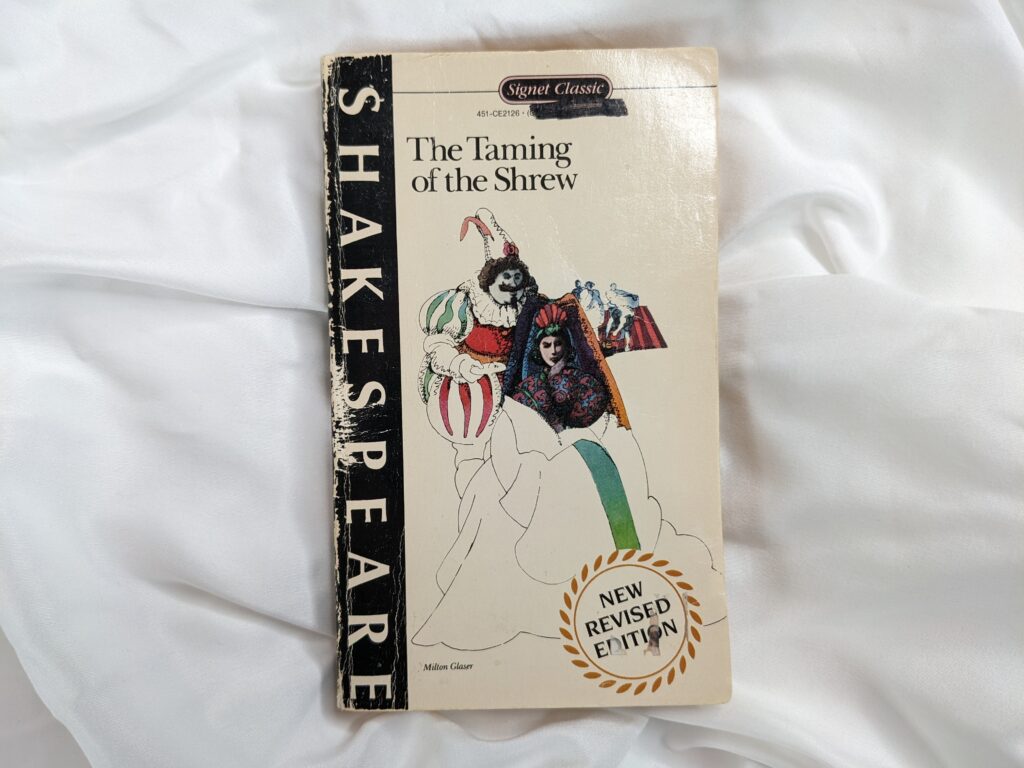 SHAKESPEARE
Signet Classic
451-CE2126 • (
The Taming
of the Shrew
Milton Glaser
NEW
REVISED
EDITION